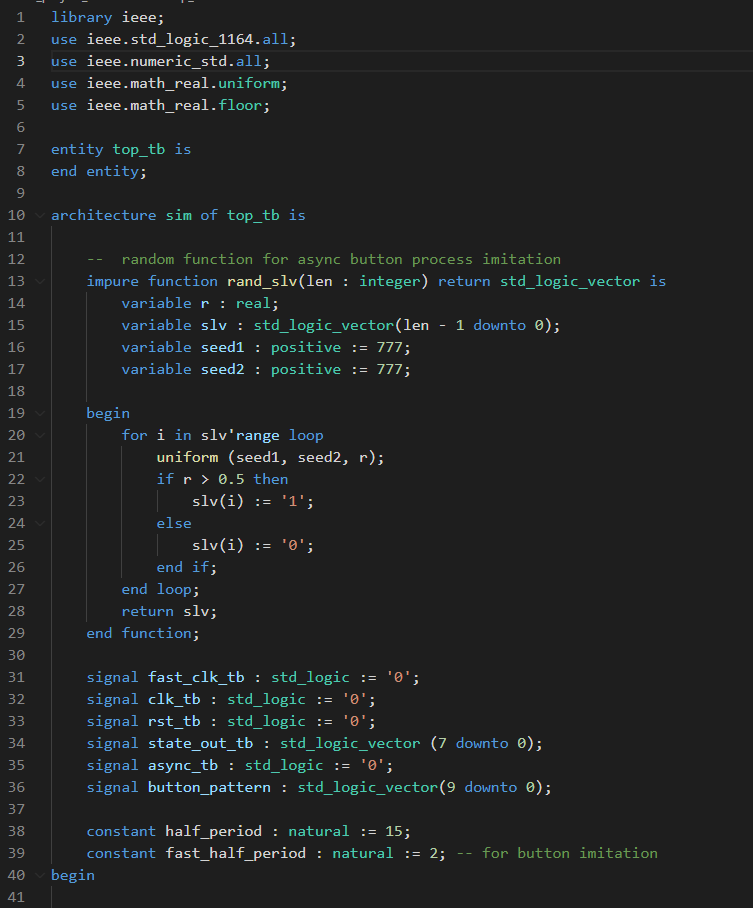 1 library ieee;
2 use ieee.std_logic_1164.all;
3 use ieee.numeric_std.all;
4 use ieee.math_real.uniform;
5 use ieee.math_real.floor;
6
7 entity top_tb is
8 end entity;
9
10 architecture sim of top_tb is
11
12 --  random function for async button process imitation
13 impure function rand_slv(len : integer) return std_logic_vector is
14 variable r : real;
15 variable slv : std_logic_vector(len - 1 downto 0);
16 variable seed1 : positive := 777;
17 variable seed2 : positive := 777;
18
19 begin
20 for i in slv'range loop
21 uniform (seed1, seed2, r);
22 if r > 0.5 then
23 slv(i) := '1';
24 else
25 slv(i) := '0';
26 end if;
27 end loop;
28 return slv;
29 end function;
30
31 signal fast_clk_tb : std_logic := '0';
32 signal clk_tb : std_logic := '0';
33 signal rst_tb : std_logic := '0';
34 signal state_out_tb : std_logic_vector (7 downto 0);
35 signal async_tb : std_logic := '0';
36 signal button_pattern : std_logic_vector(9 downto 0);
37
38 constant half_period : natural := 15;
39 constant fast_half_period : natural := 2; -- for button imitation
40 begin
41